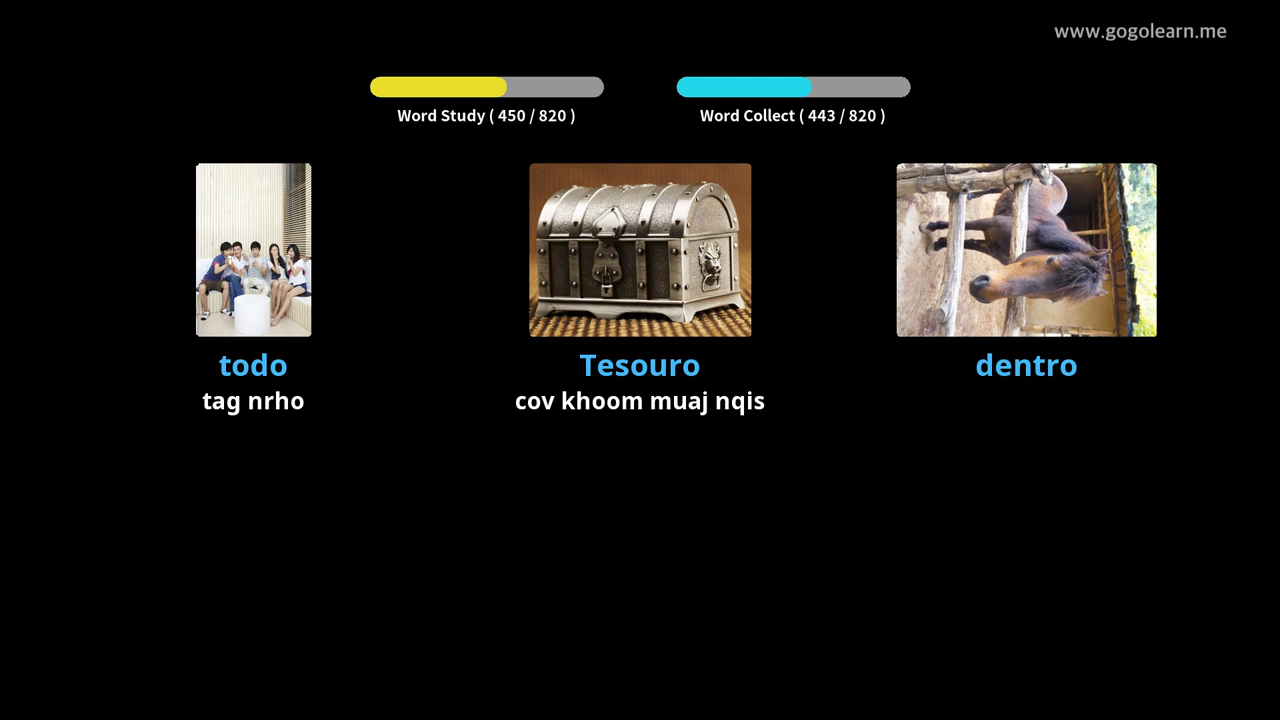 www.gogolearn.me
Word Study ( 450 / 820 )
Word Collect ( 443 / 820 )
todo
tag nrho
Tesouro
cov khoom muaj nqis
dentro